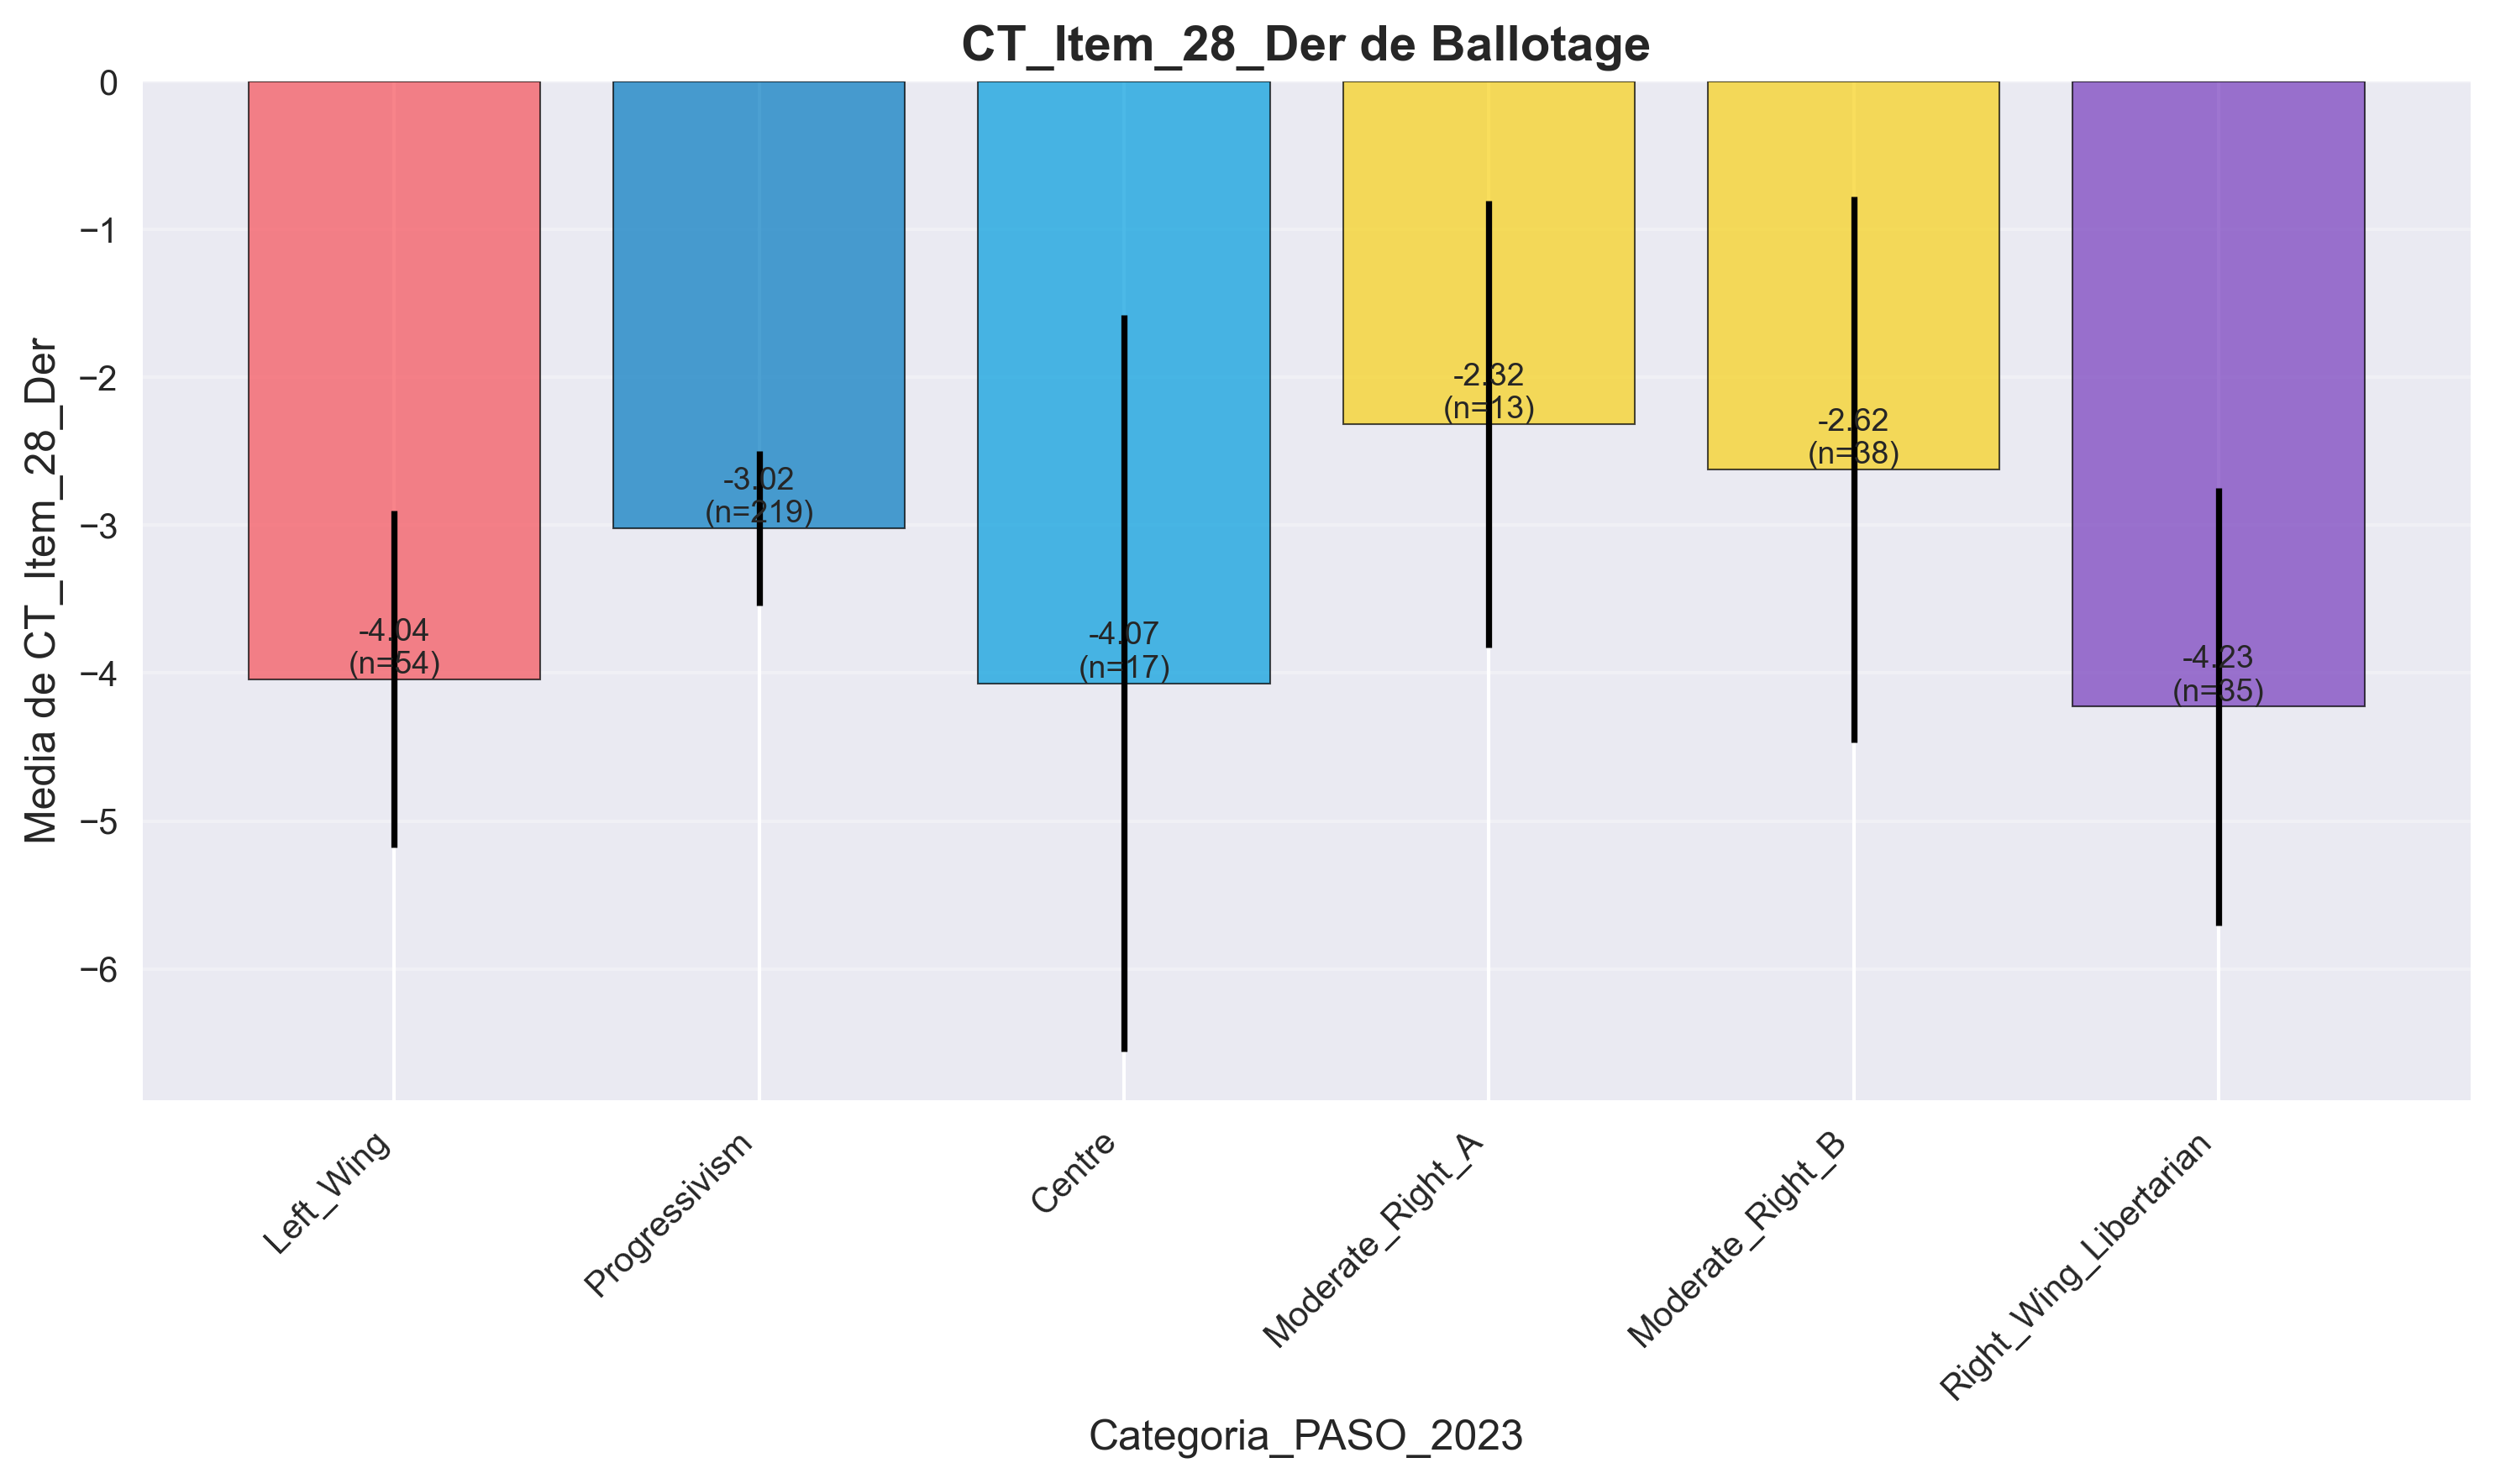 CT_Item_28_Der de Ballotage
Media de CT_Item_28_Der
0
−1
−2
−3
−4
−5
−6
-4.04
(n=54)
-3.02
(n=219)
-4.07
(n=17)
-2.32
(n=13)
-2.62
(n=38)
-4.23
(n=35)
Left_Wing
Progressivism
Centre
Moderate_Right_A
Moderate_Right_B
Right_Wing_Libertarian
Categoria_PASO_2023